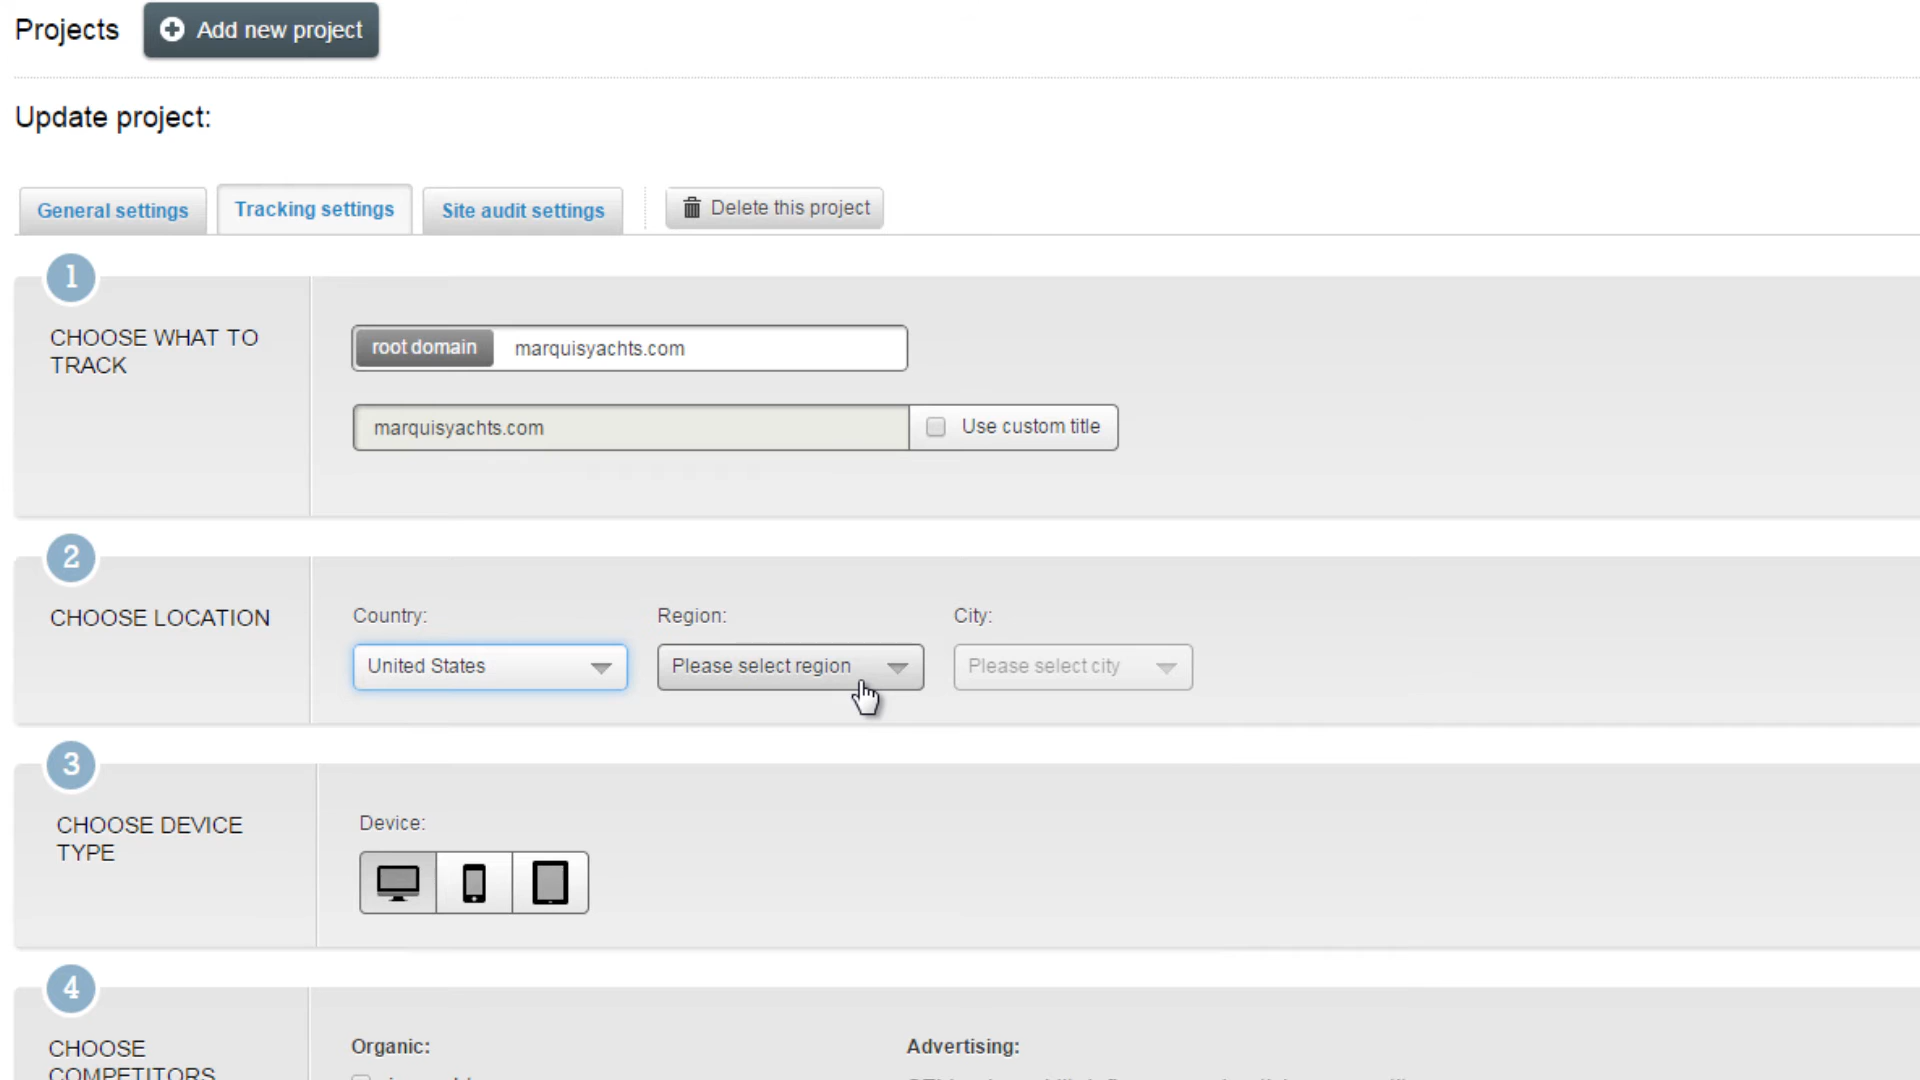 Projects
Add new project
Update project:
General settings
Tracking settings
Site audit settings
Delete this project
1
CHOOSE WHAT TO
TRACK
root domain marquisyachts.com
marquisyachts.com
Use custom title
2
CHOOSE LOCATION
Country:
Region:
City:
United States
Please select region
Please select city
3
CHOOSE DEVICE
TYPE
Device:
4
CHOOSE
COMPETITORS
Organic:
Advertising: